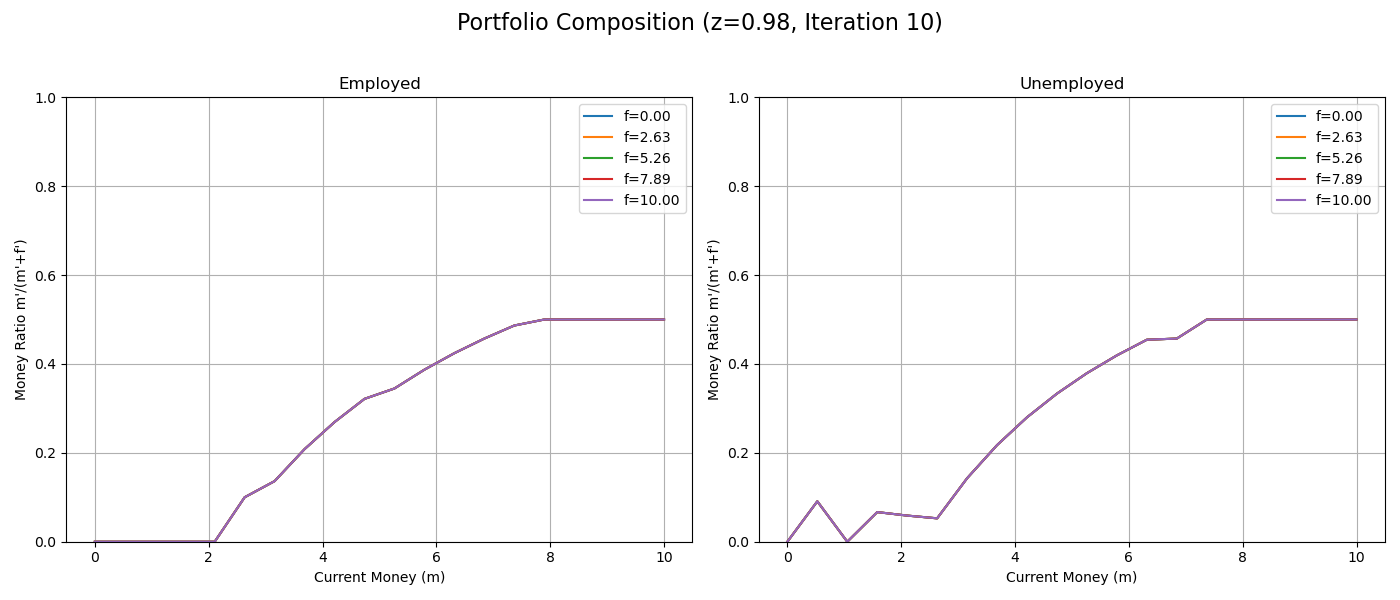 Portfolio Composition (z=0.98, Iteration 10)
Employed
Money Ratio m'/(m'+f')
1.0
0.8
0.6
0.4
0.2
0.0
0 2 4 6 8 10
Current Money (m)
f=0.00
f=2.63
f=5.26
f=7.89
f=10.00
Unemployed
Money Ratio m'/(m'+f')
1.0
0.8
0.6
0.4
0.2
0.0
0 2 4 6 8 10
Current Money (m)
f=0.00
f=2.63
f=5.26
f=7.89
f=10.00